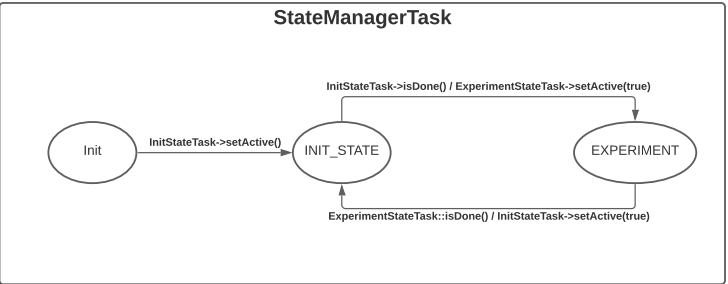 StateManagerTask
InitStateTask->isDone() / ExperimentStateTask->setActive(true)
InitStateTask->setActive()
Init
INIT_STATE
EXPERIMENT
ExperimentStateTask::isDone() / InitStateTask->setActive(true)